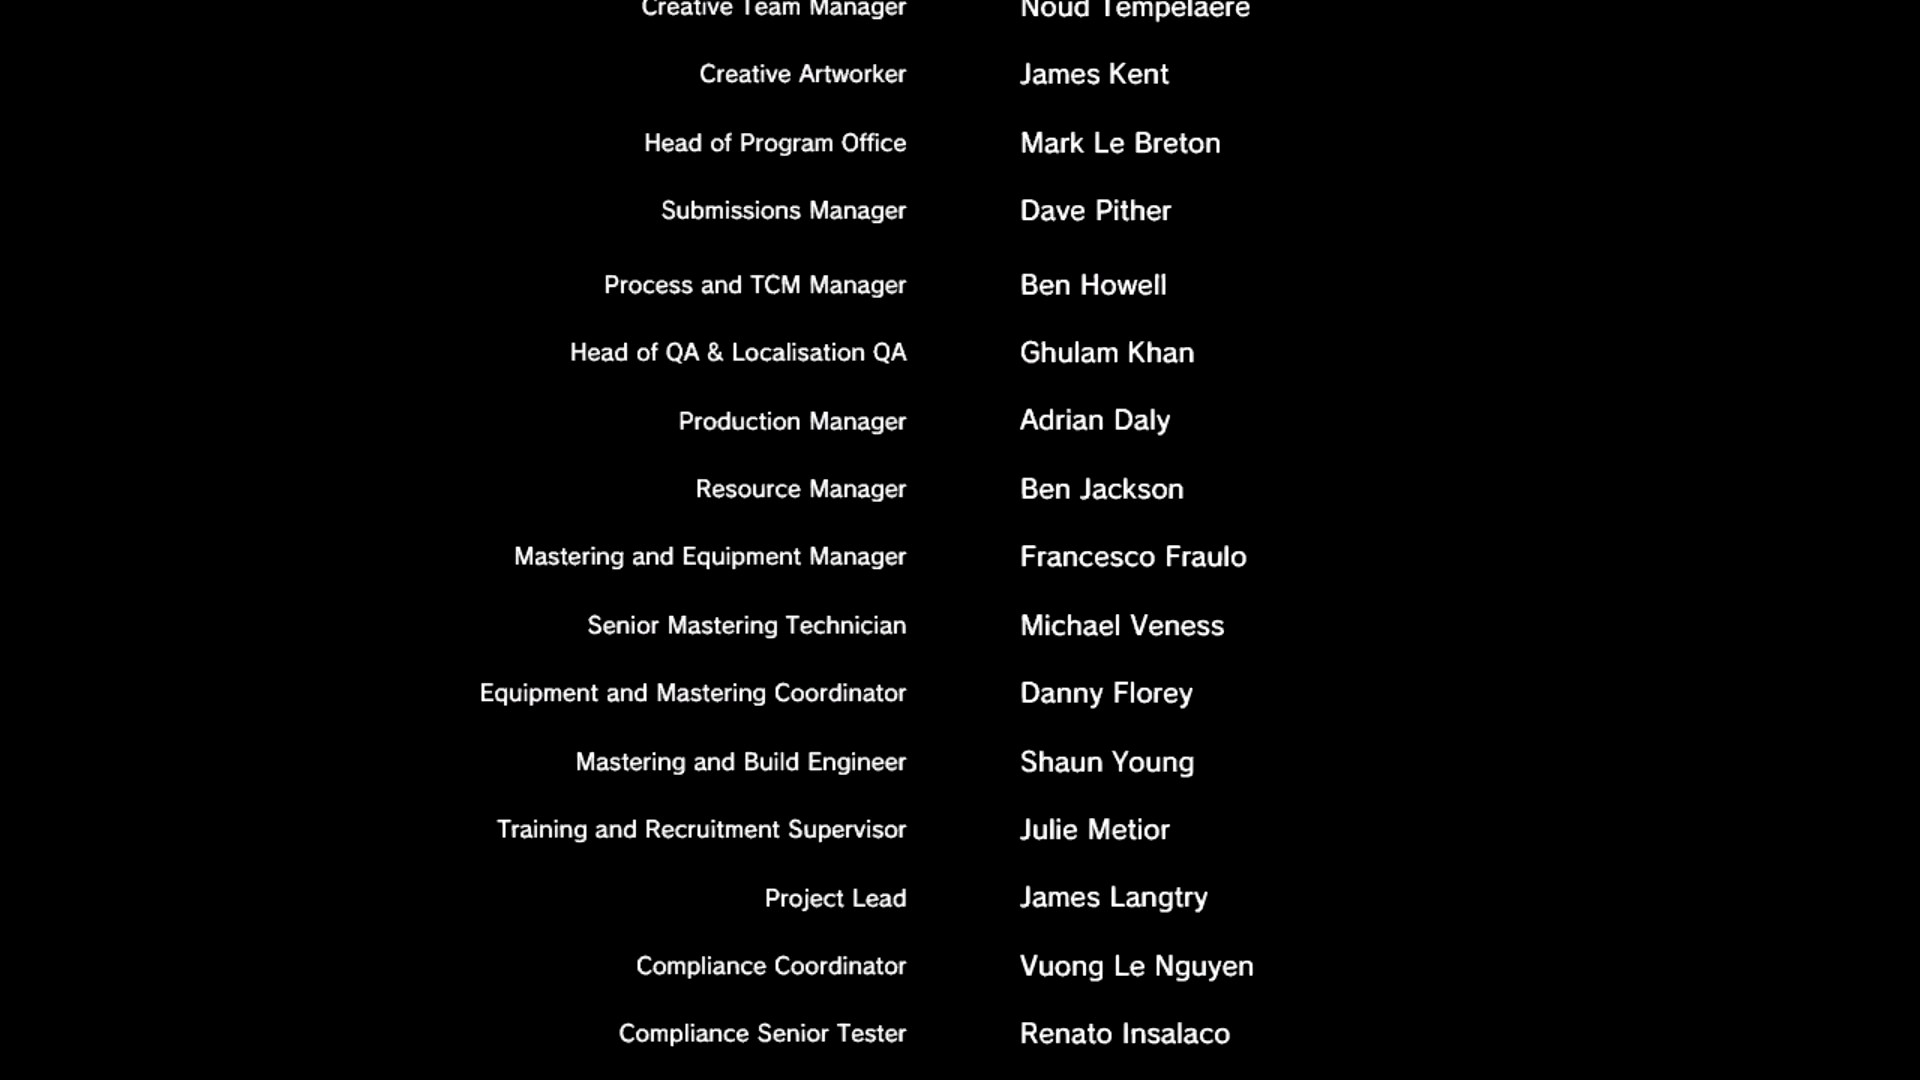 Creative Team Manager Noud Tempelaere
Creative Artworker James Kent
Head of Program Office Mark Le Breton
Submissions Manager Dave Pither
Process and TCM Manager Ben Howell
Head of QA & Localisation QA Ghulam Khan
Production Manager Adrian Daly
Resource Manager Ben Jackson
Mastering and Equipment Manager Francesco Fraulo
Senior Mastering Technician Michael Veness
Equipment and Mastering Coordinator Danny Florey
Mastering and Build Engineer Shaun Young
Training and Recruitment Supervisor Julie Metior
Project Lead James Langtry
Compliance Coordinator Vuong Le Nguyen
Compliance Senior Tester Renato Insalaco